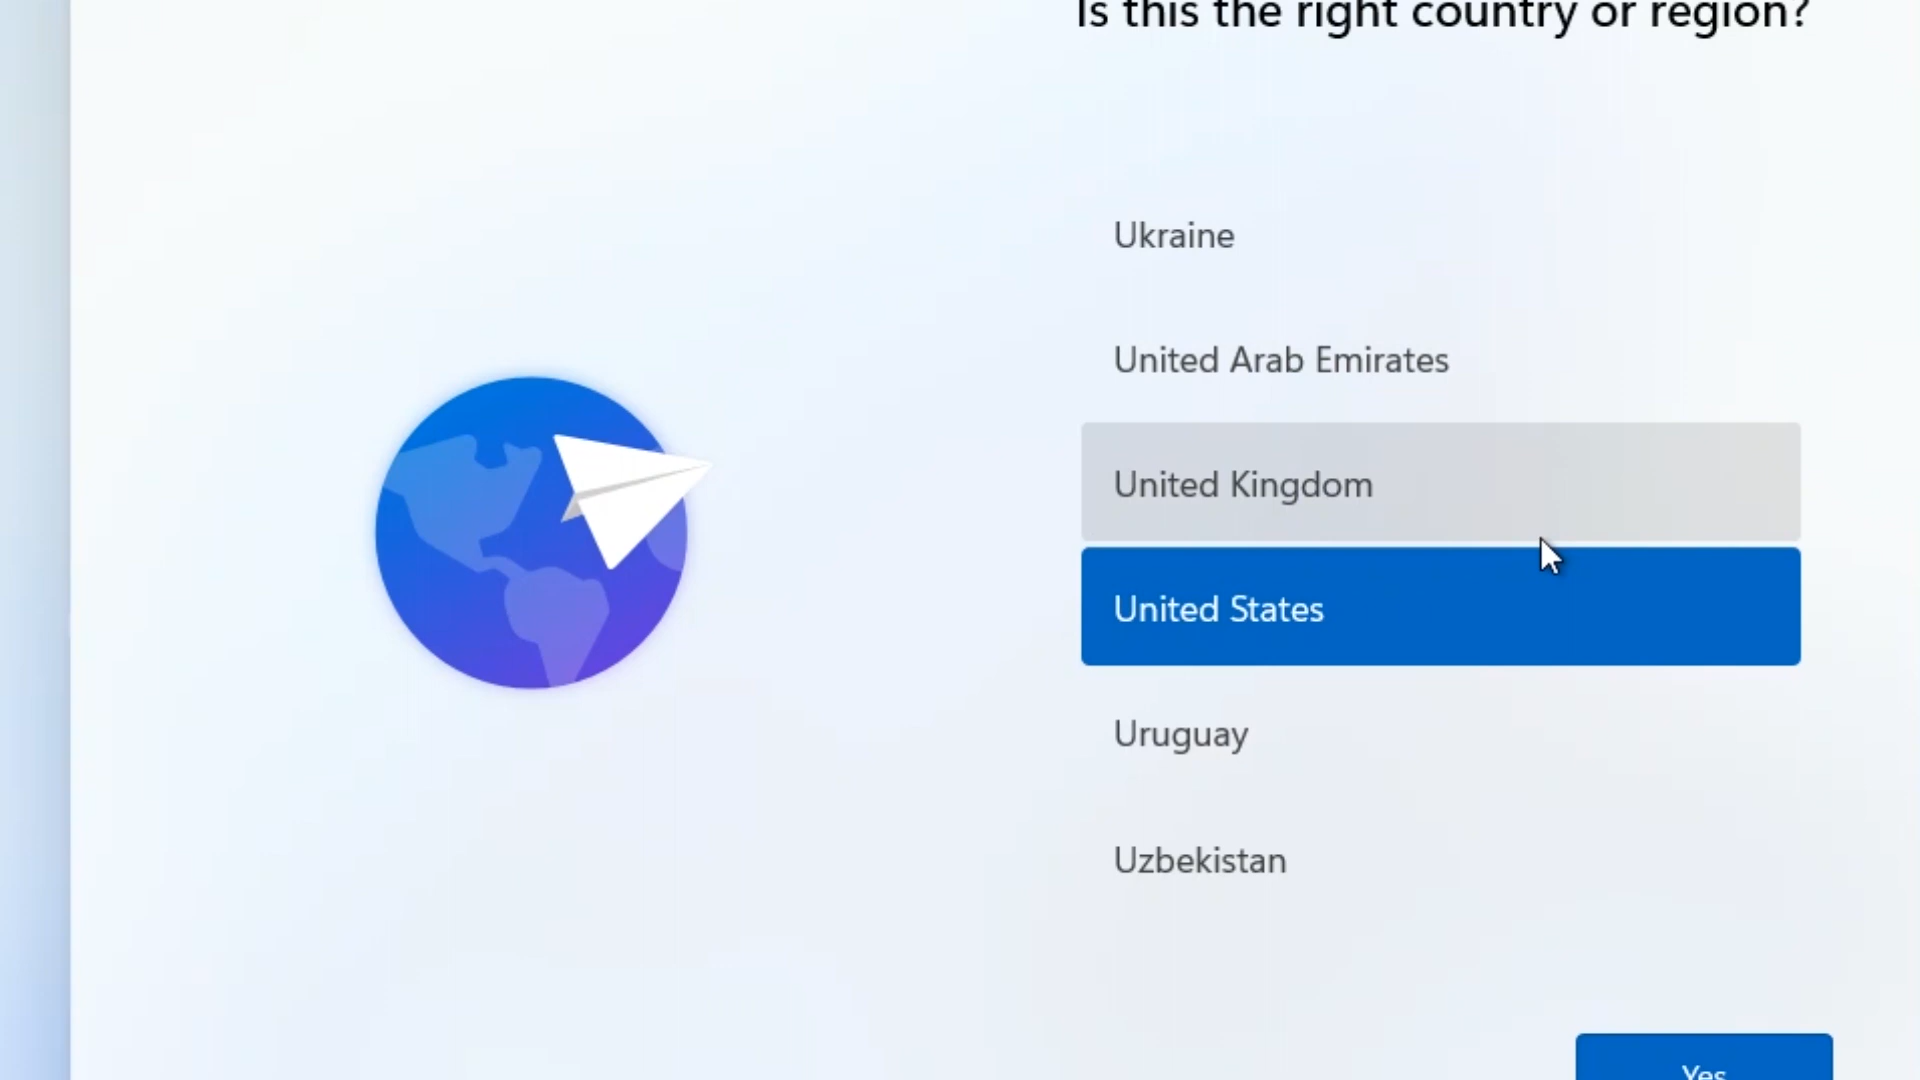 Is this the right country or region?
Ukraine
United Arab Emirates
United Kingdom
United States
Uruguay
Uzbekistan
Yes